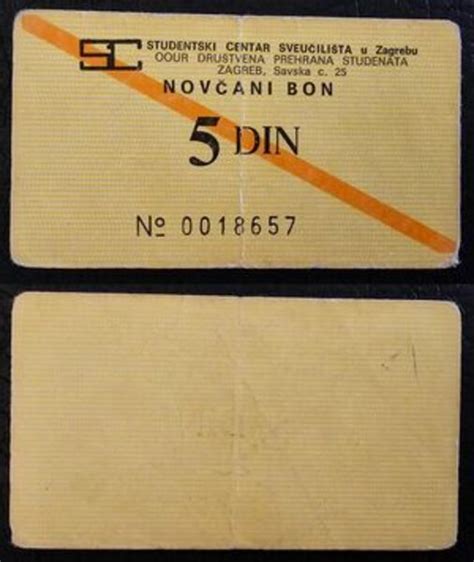 SC STUDENTSKI CENTAR SVEUČILIŠTA u Zagrebu
OOUR DRUŠTVENA PREHRANA STUDENATA
ZAGREB, Savska c. 25
NOVČANI BON
5 DIN
№ 0018657